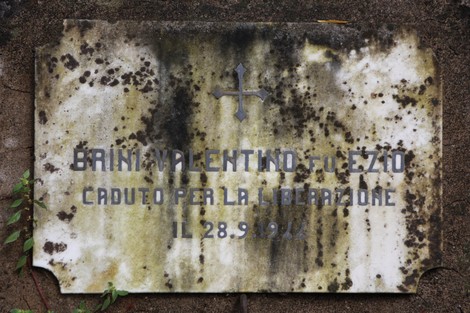 BRINI VALENTINO FU EZIO
CADUTO PER LA LIBERAZIONE
IL 28.9.1944